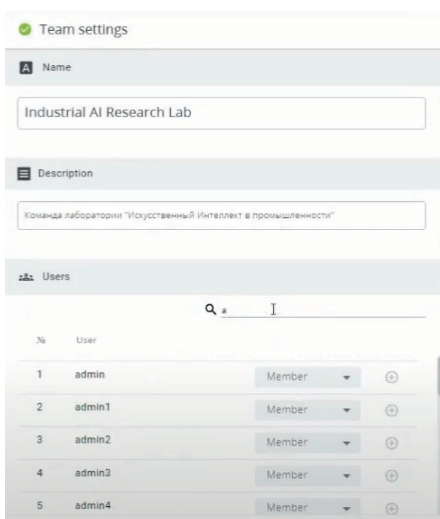 Team settings
A Name
Industrial AI Research Lab
Description
Команда лаборатории "Искусственный Интеллект в промышленности"
Users
a
№ User
1 admin Member
2 admin1 Member
3 admin2 Member
4 admin3 Member
5 admin4 Member